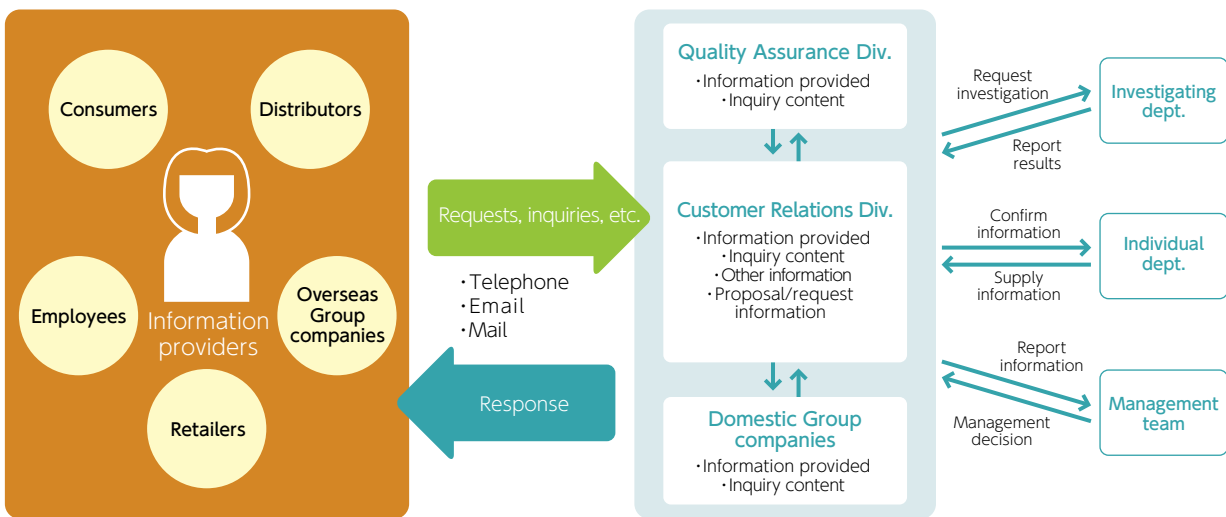 Consumers
Distributors
Employees
Overseas
Group
companies
Information
providers
Retailers
Requests, inquiries, etc.
・Telephone
・Email
・Mail
Response
Quality Assurance Div.
・Information provided
・Inquiry content
Customer Relations Div.
・Information provided
・Inquiry content
・Other information
・Proposal/request
information
Domestic Group
companies
・Information provided
・Inquiry content
Request
investigation
Report
results
Investigating
dept.
Confirm
information
Supply
information
Individual
dept.
Report
information
Management
decision
Management
team